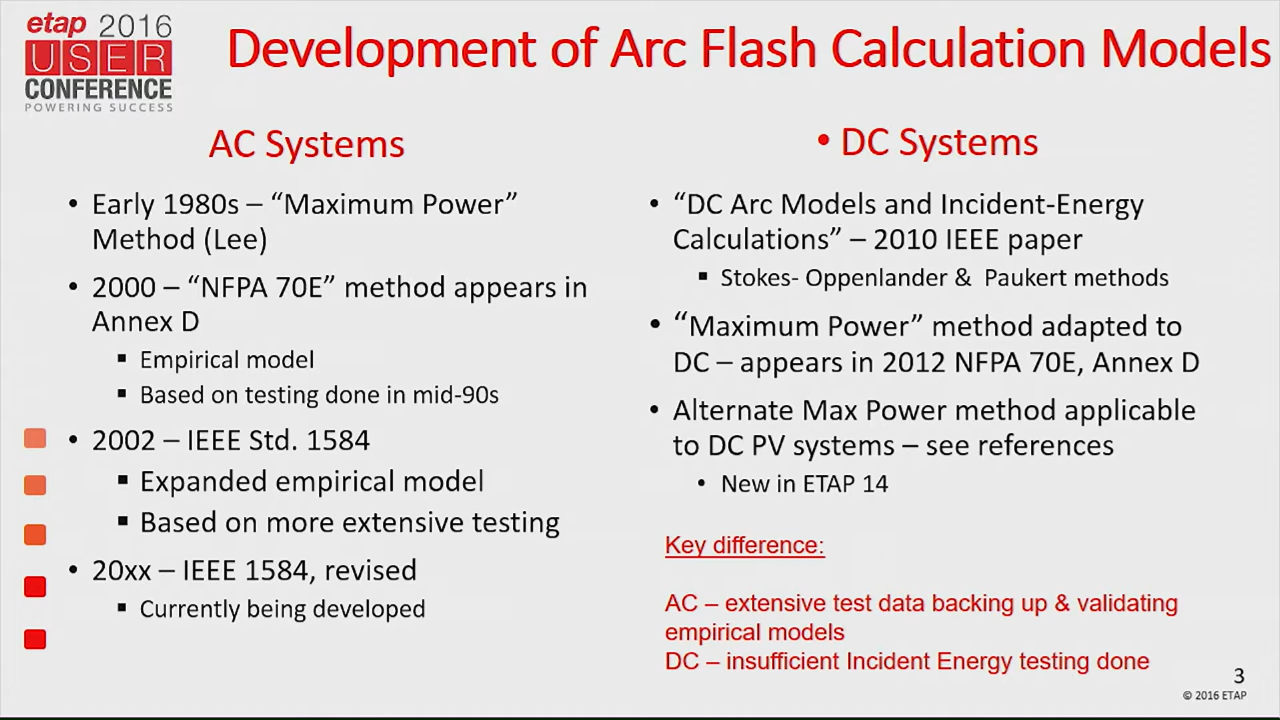 etap 2016
USER
CONFERENCE
POWERING SUCCESS
Development of Arc Flash Calculation Models
AC Systems
• Early 1980s – “Maximum Power”
Method (Lee)
• 2000 – “NFPA 70E” method appears in
Annex D
▪ Empirical model
▪ Based on testing done in mid-90s
• 2002 – IEEE Std. 1584
▪ Expanded empirical model
▪ Based on more extensive testing
• 20xx – IEEE 1584, revised
▪ Currently being developed
• DC Systems
• “DC Arc Models and Incident-Energy
Calculations” – 2010 IEEE paper
▪ Stokes- Oppenlander & Paukert methods
• “Maximum Power” method adapted to
DC – appears in 2012 NFPA 70E, Annex D
• Alternate Max Power method applicable
to DC PV systems – see references
• New in ETAP 14
Key difference:
AC – extensive test data backing up & validating
empirical models
DC – insufficient Incident Energy testing done
3
© 2016 ETAP